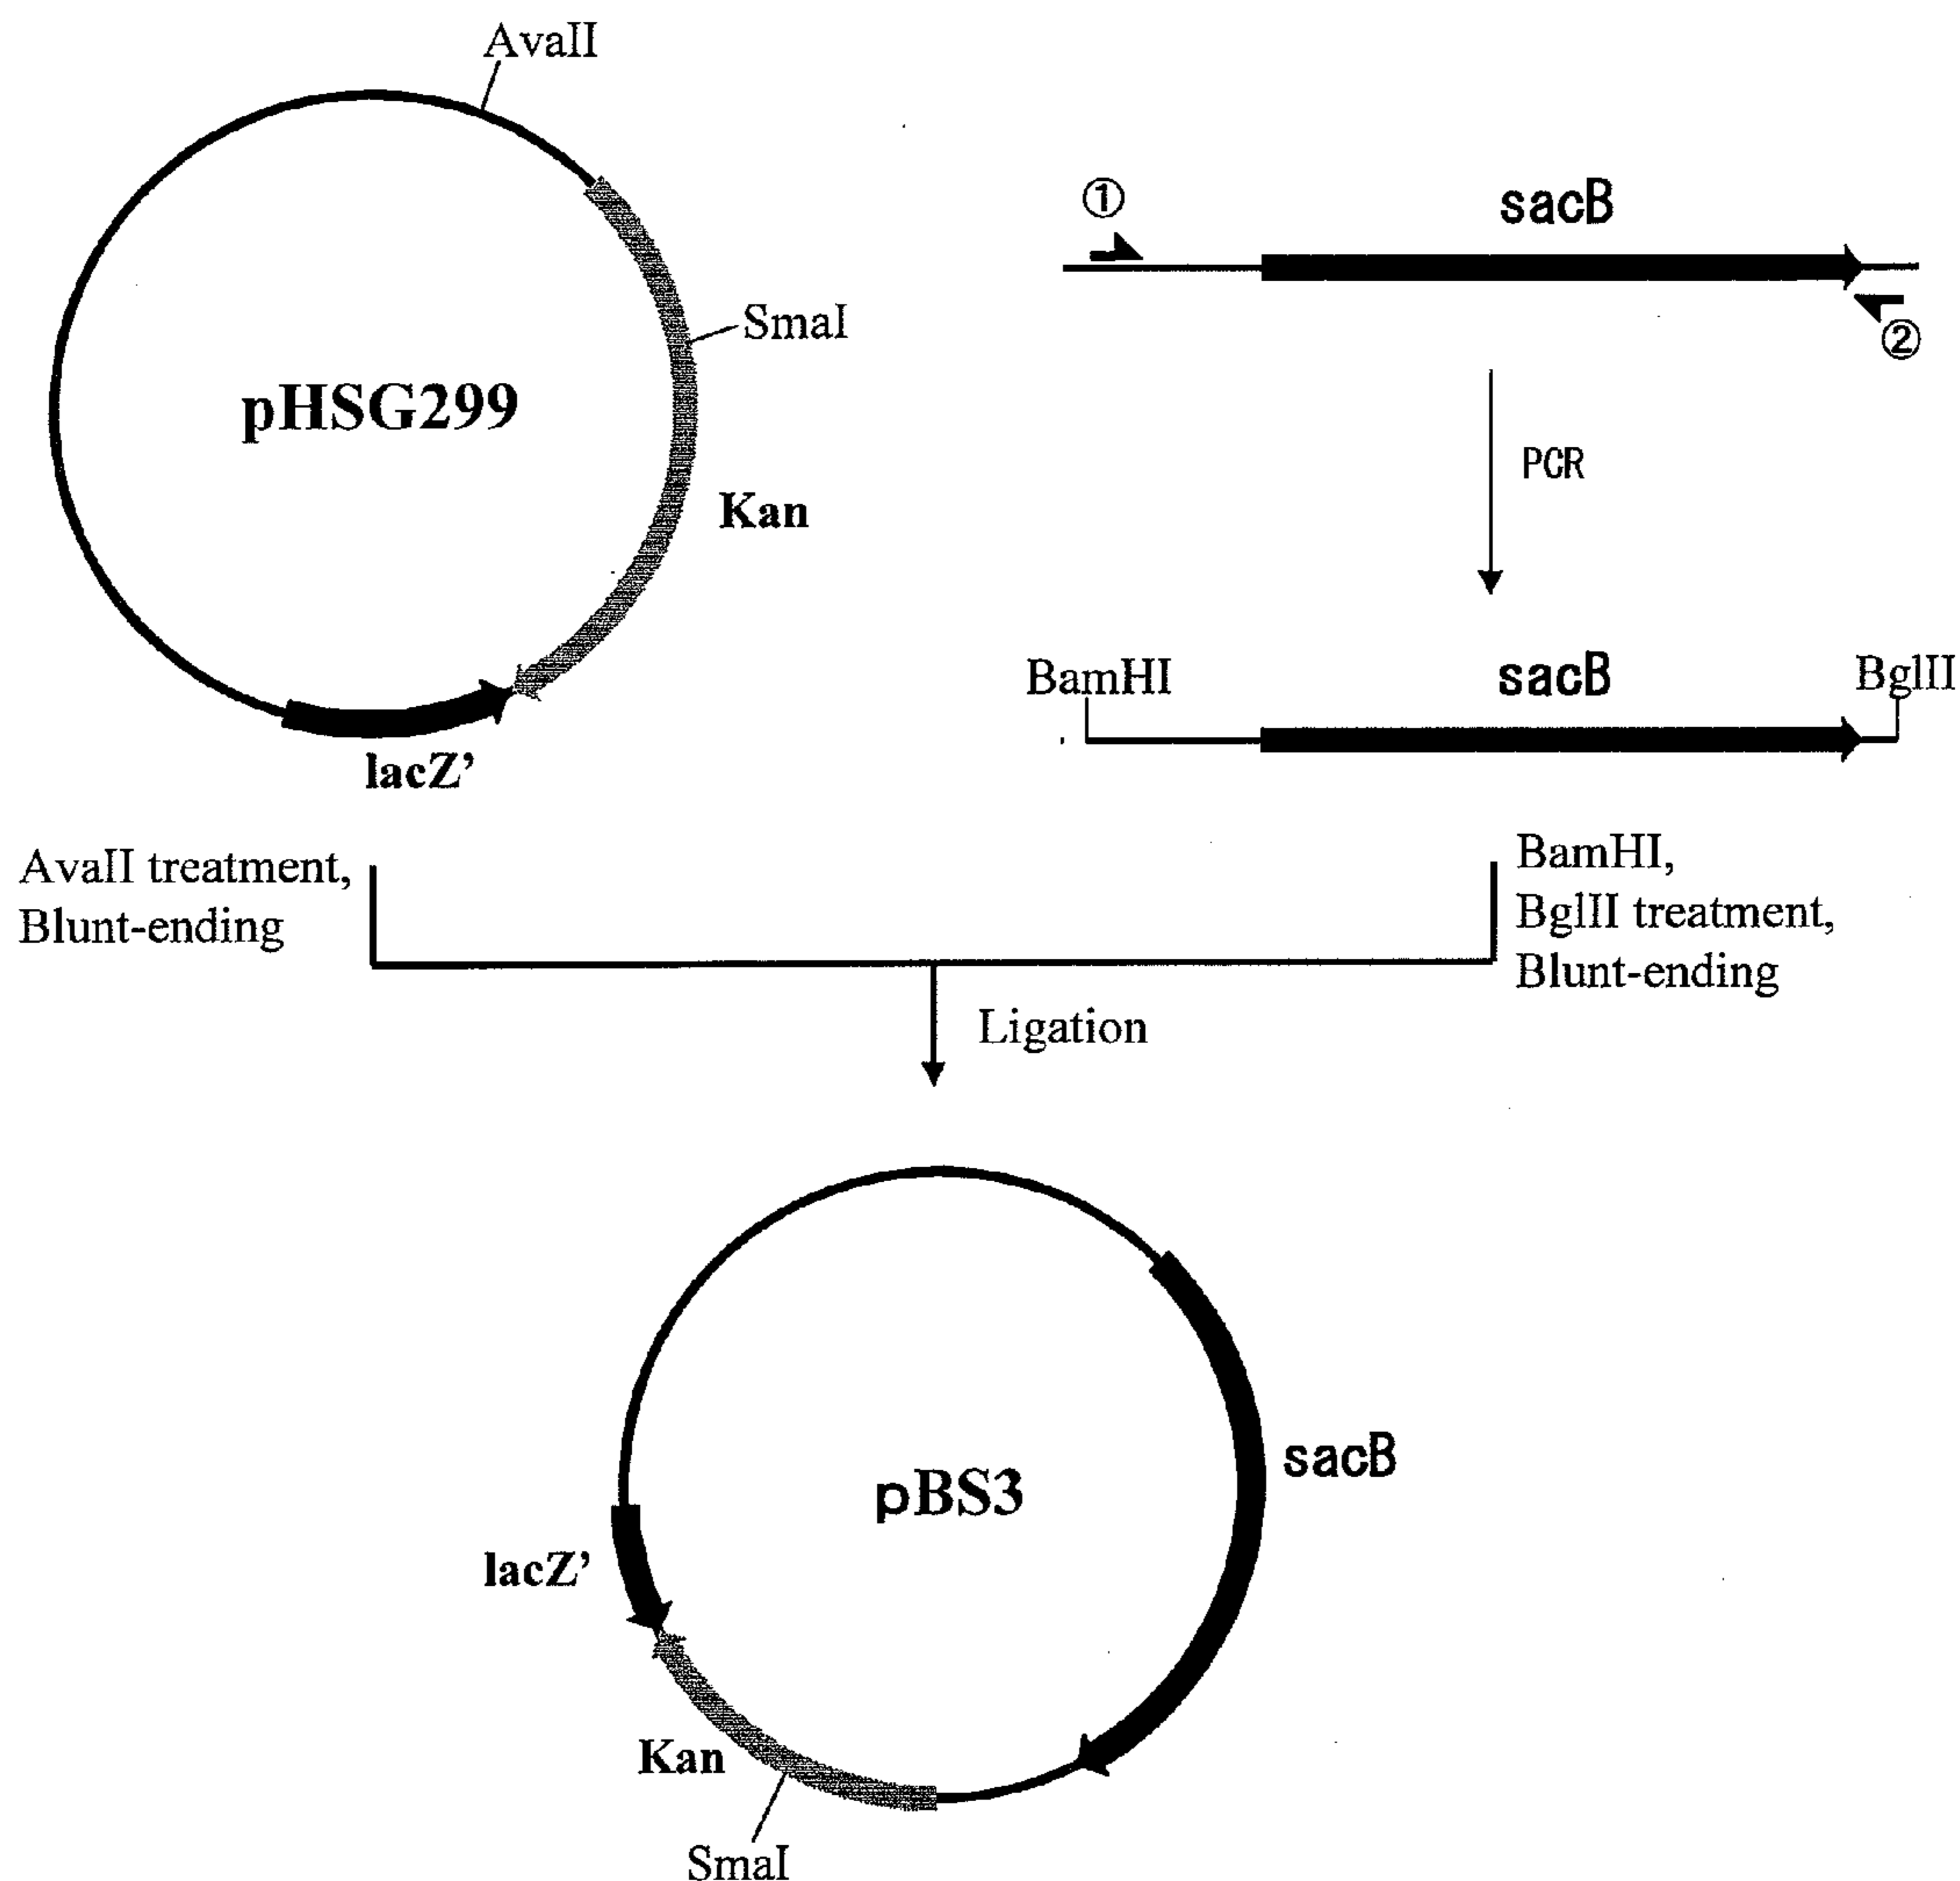 AvaII
SmaI
pHSG299
Kan
lacZ’
①
sacB
②
PCR
BamHI
sacB
BglII
AvaII treatment,
Blunt-ending
BamHI,
BglII treatment,
Blunt-ending
Ligation
pBS3
sacB
lacZ’
Kan
SmaI